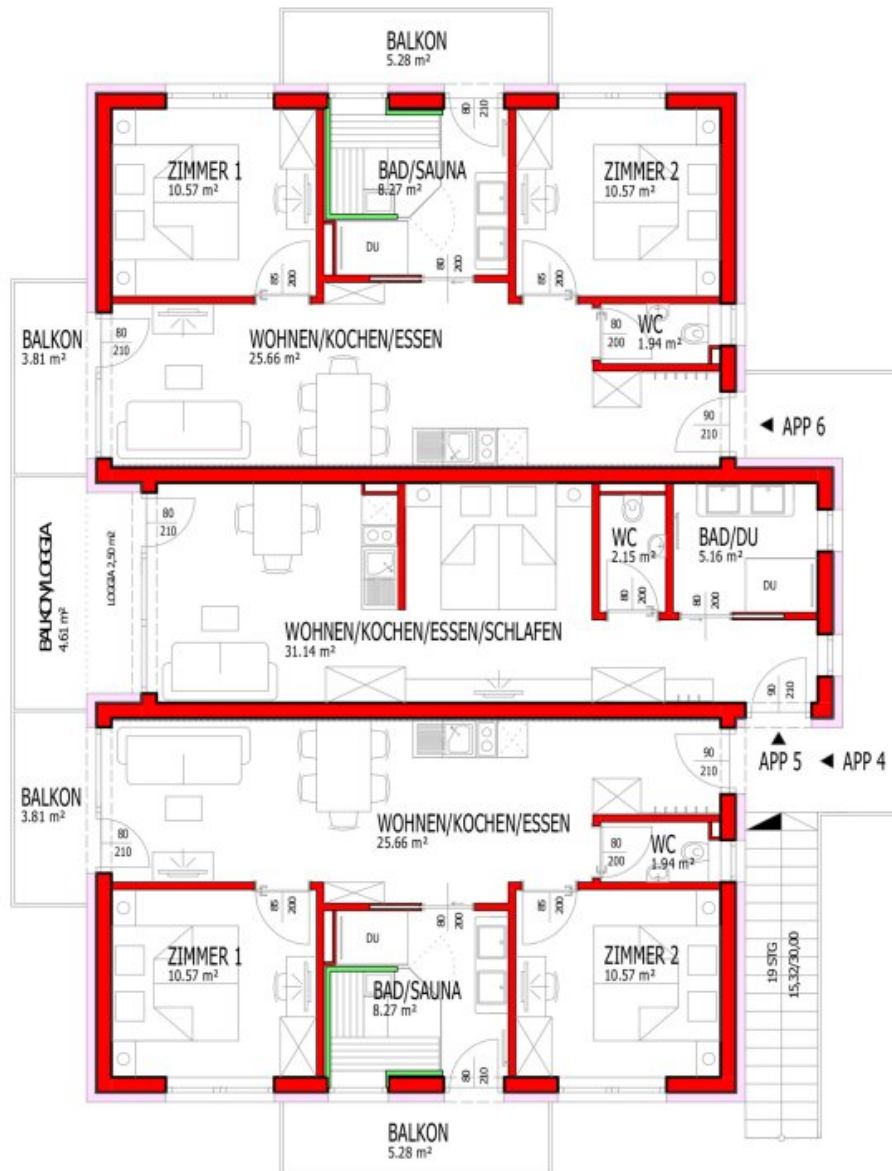 BALKON
5.28 m²
80
210
ZIMMER 1
10.57 m²
BAD/SAUNA
8.27 m²
ZIMMER 2
10.57 m²
DU
85
200
80
200
85
200
BALKON
3.81 m²
80
210
WOHNEN/KOCHEN/ESSEN
25.66 m²
80
200
WC
1.94 m²
90
210
APP 6
BALKON/LOGGIA
4.61 m²
LOGGIA 2,50 m2
80
210
WC
2.15 m²
BAD/DU
5.16 m²
DU
80
200
80
200
WOHNEN/KOCHEN/ESSEN/SCHLAFEN
31.14 m²
90
210
APP 5
APP 4
BALKON
3.81 m²
80
210
90
210
WOHNEN/KOCHEN/ESSEN
25.66 m²
80
200
WC
1.94 m²
85
200
80
200
85
200
ZIMMER 1
10.57 m²
DU
BAD/SAUNA
8.27 m²
ZIMMER 2
10.57 m²
19 STG
15,32/30,00
80
210
BALKON
5.28 m²